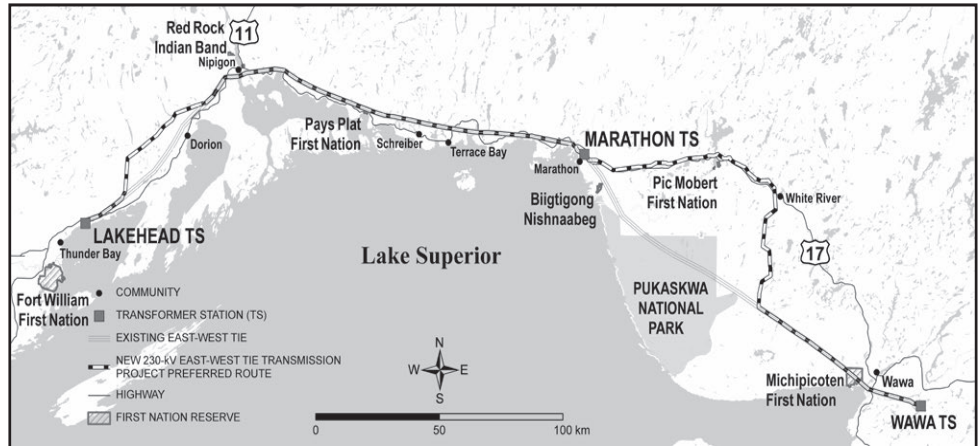 Red Rock
Indian Band
Nipigon
11
Dorion
Pays Plat
First Nation
Schreiber
Terrace Bay
MARATHON TS
Marathon
Biigtigong
Nishnaabeg
Pic Mobert
First Nation
White River
17
LAKEHEAD TS
Thunder Bay
Fort William
First Nation
Lake Superior
PUKASKWA
NATIONAL
PARK
Michipicoten
First Nation
Wawa
WAWA TS
COMMUNITY
TRANSFORMER STATION (TS)
EXISTING EAST-WEST TIE
NEW 230-kV EAST-WEST TIE TRANSMISSION
PROJECT PREFERRED ROUTE
HIGHWAY
FIRST NATION RESERVE
N
W E
S
0 50 100 km